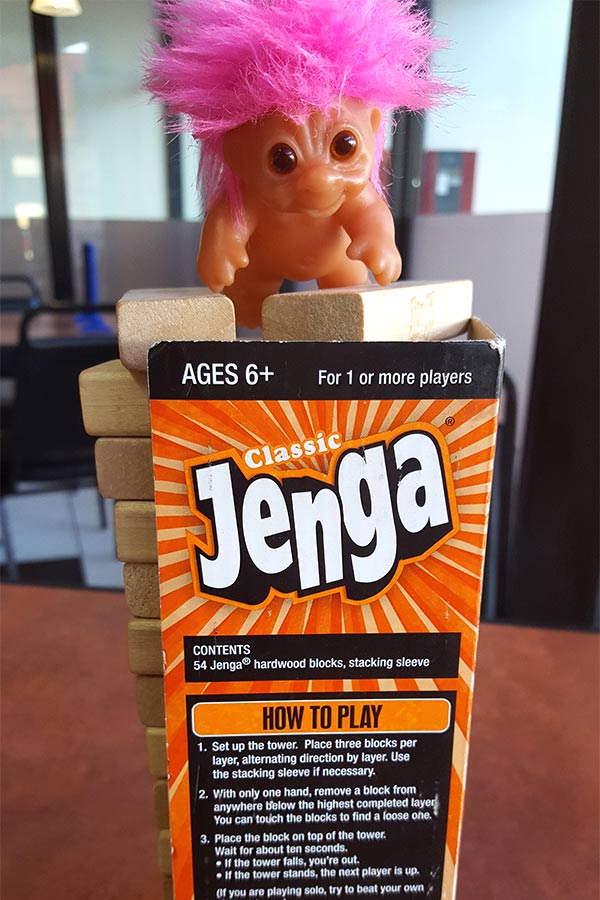 AGES 6+ For 1 or more players
Classic
Jenga®
CONTENTS
54 Jenga® hardwood blocks, stacking sleeve
HOW TO PLAY
1. Set up the tower. Place three blocks per
layer, alternating direction by layer. Use
the stacking sleeve if necessary.
2. With only one hand, remove a block from
anywhere below the highest completed layer.
You can touch the blocks to find a loose one.
3. Place the block on top of the tower.
Wait for about ten seconds.
• If the tower falls, you're out.
• If the tower stands, the next player is up.
(If you are playing solo, try to beat your own